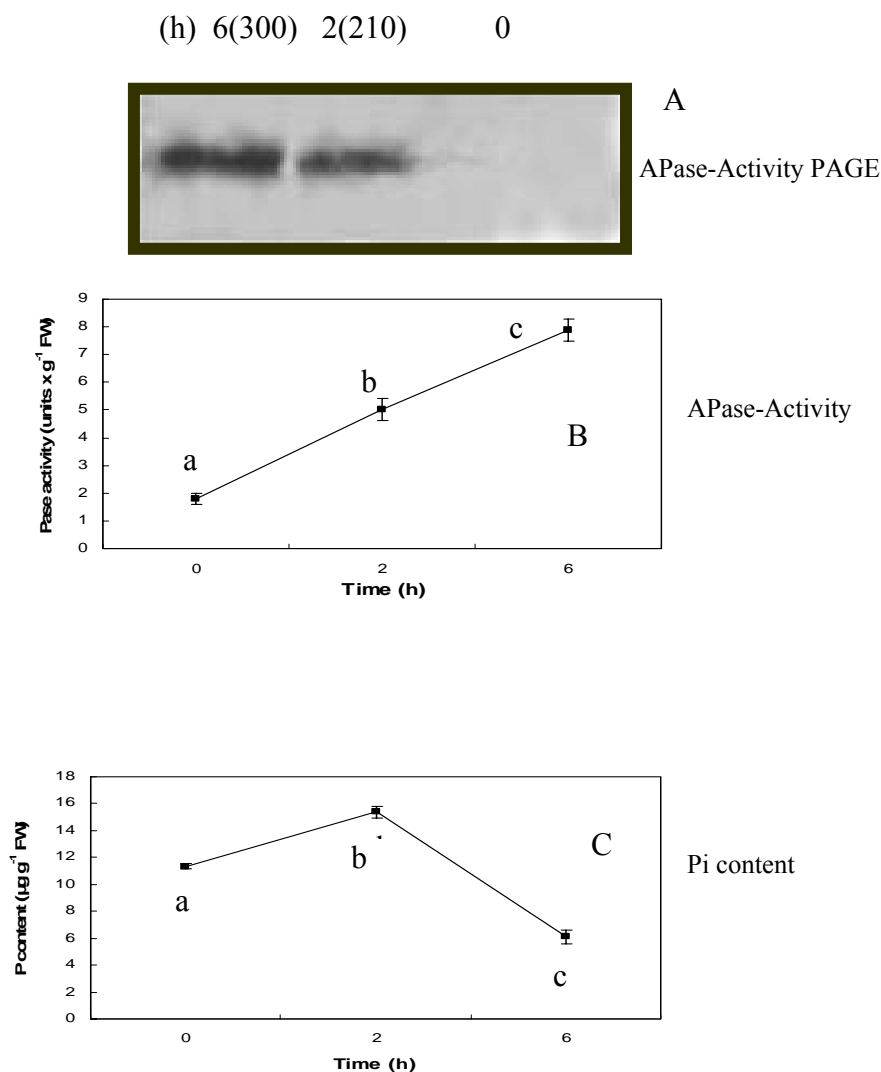 (h) 6(300) 2(210) 0
A
APase-Activity PAGE
Pase activity (units x g⁻¹ FW)
9
8
7
6
5
4
3
2
1
0
a
b
c
B
APase-Activity
0 2 6
Time (h)
P content (µg g⁻¹ FW)
18
16
14
12
10
8
6
4
2
0
a
b
c
C
Pi content
0 2 6
Time (h)